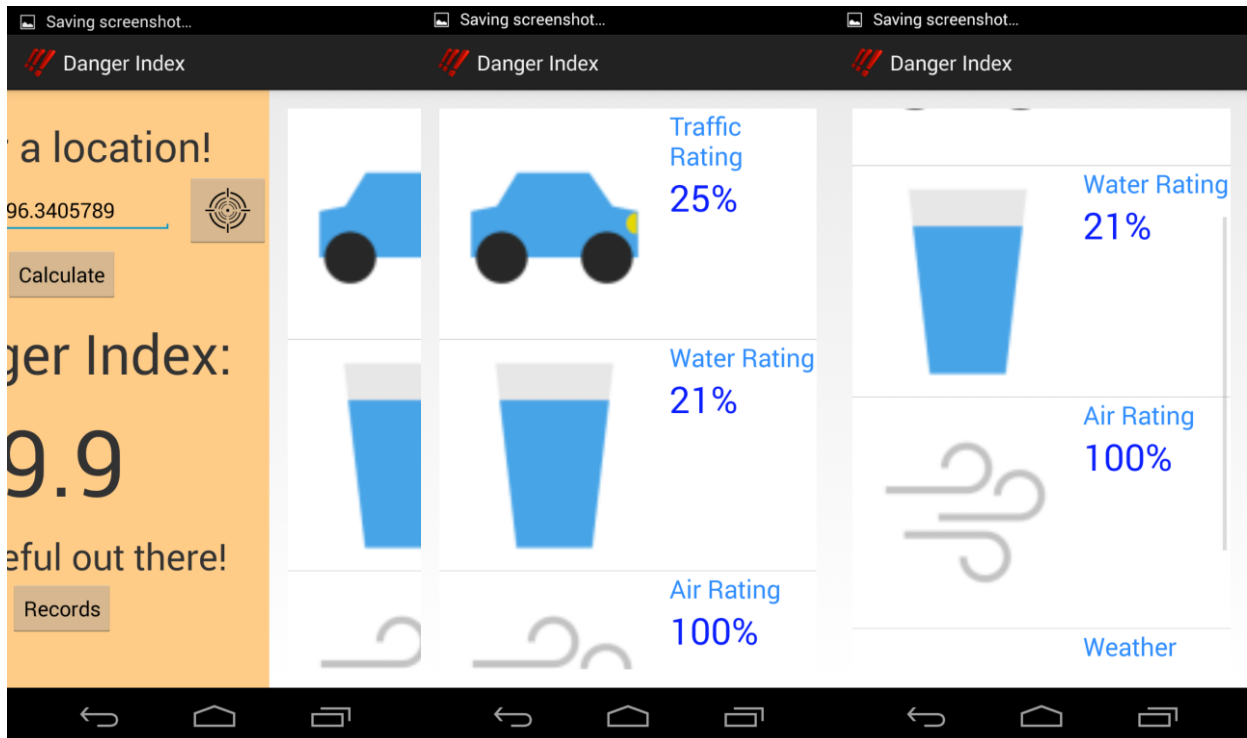 Saving screenshot...
Danger Index
a location!
96.3405789
Calculate
ger Index:
9.9
eful out there!
Records
Saving screenshot...
Danger Index
Traffic
Rating
25%
Water Rating
21%
Air Rating
100%
Saving screenshot...
Danger Index
Water Rating
21%
Air Rating
100%
Weather